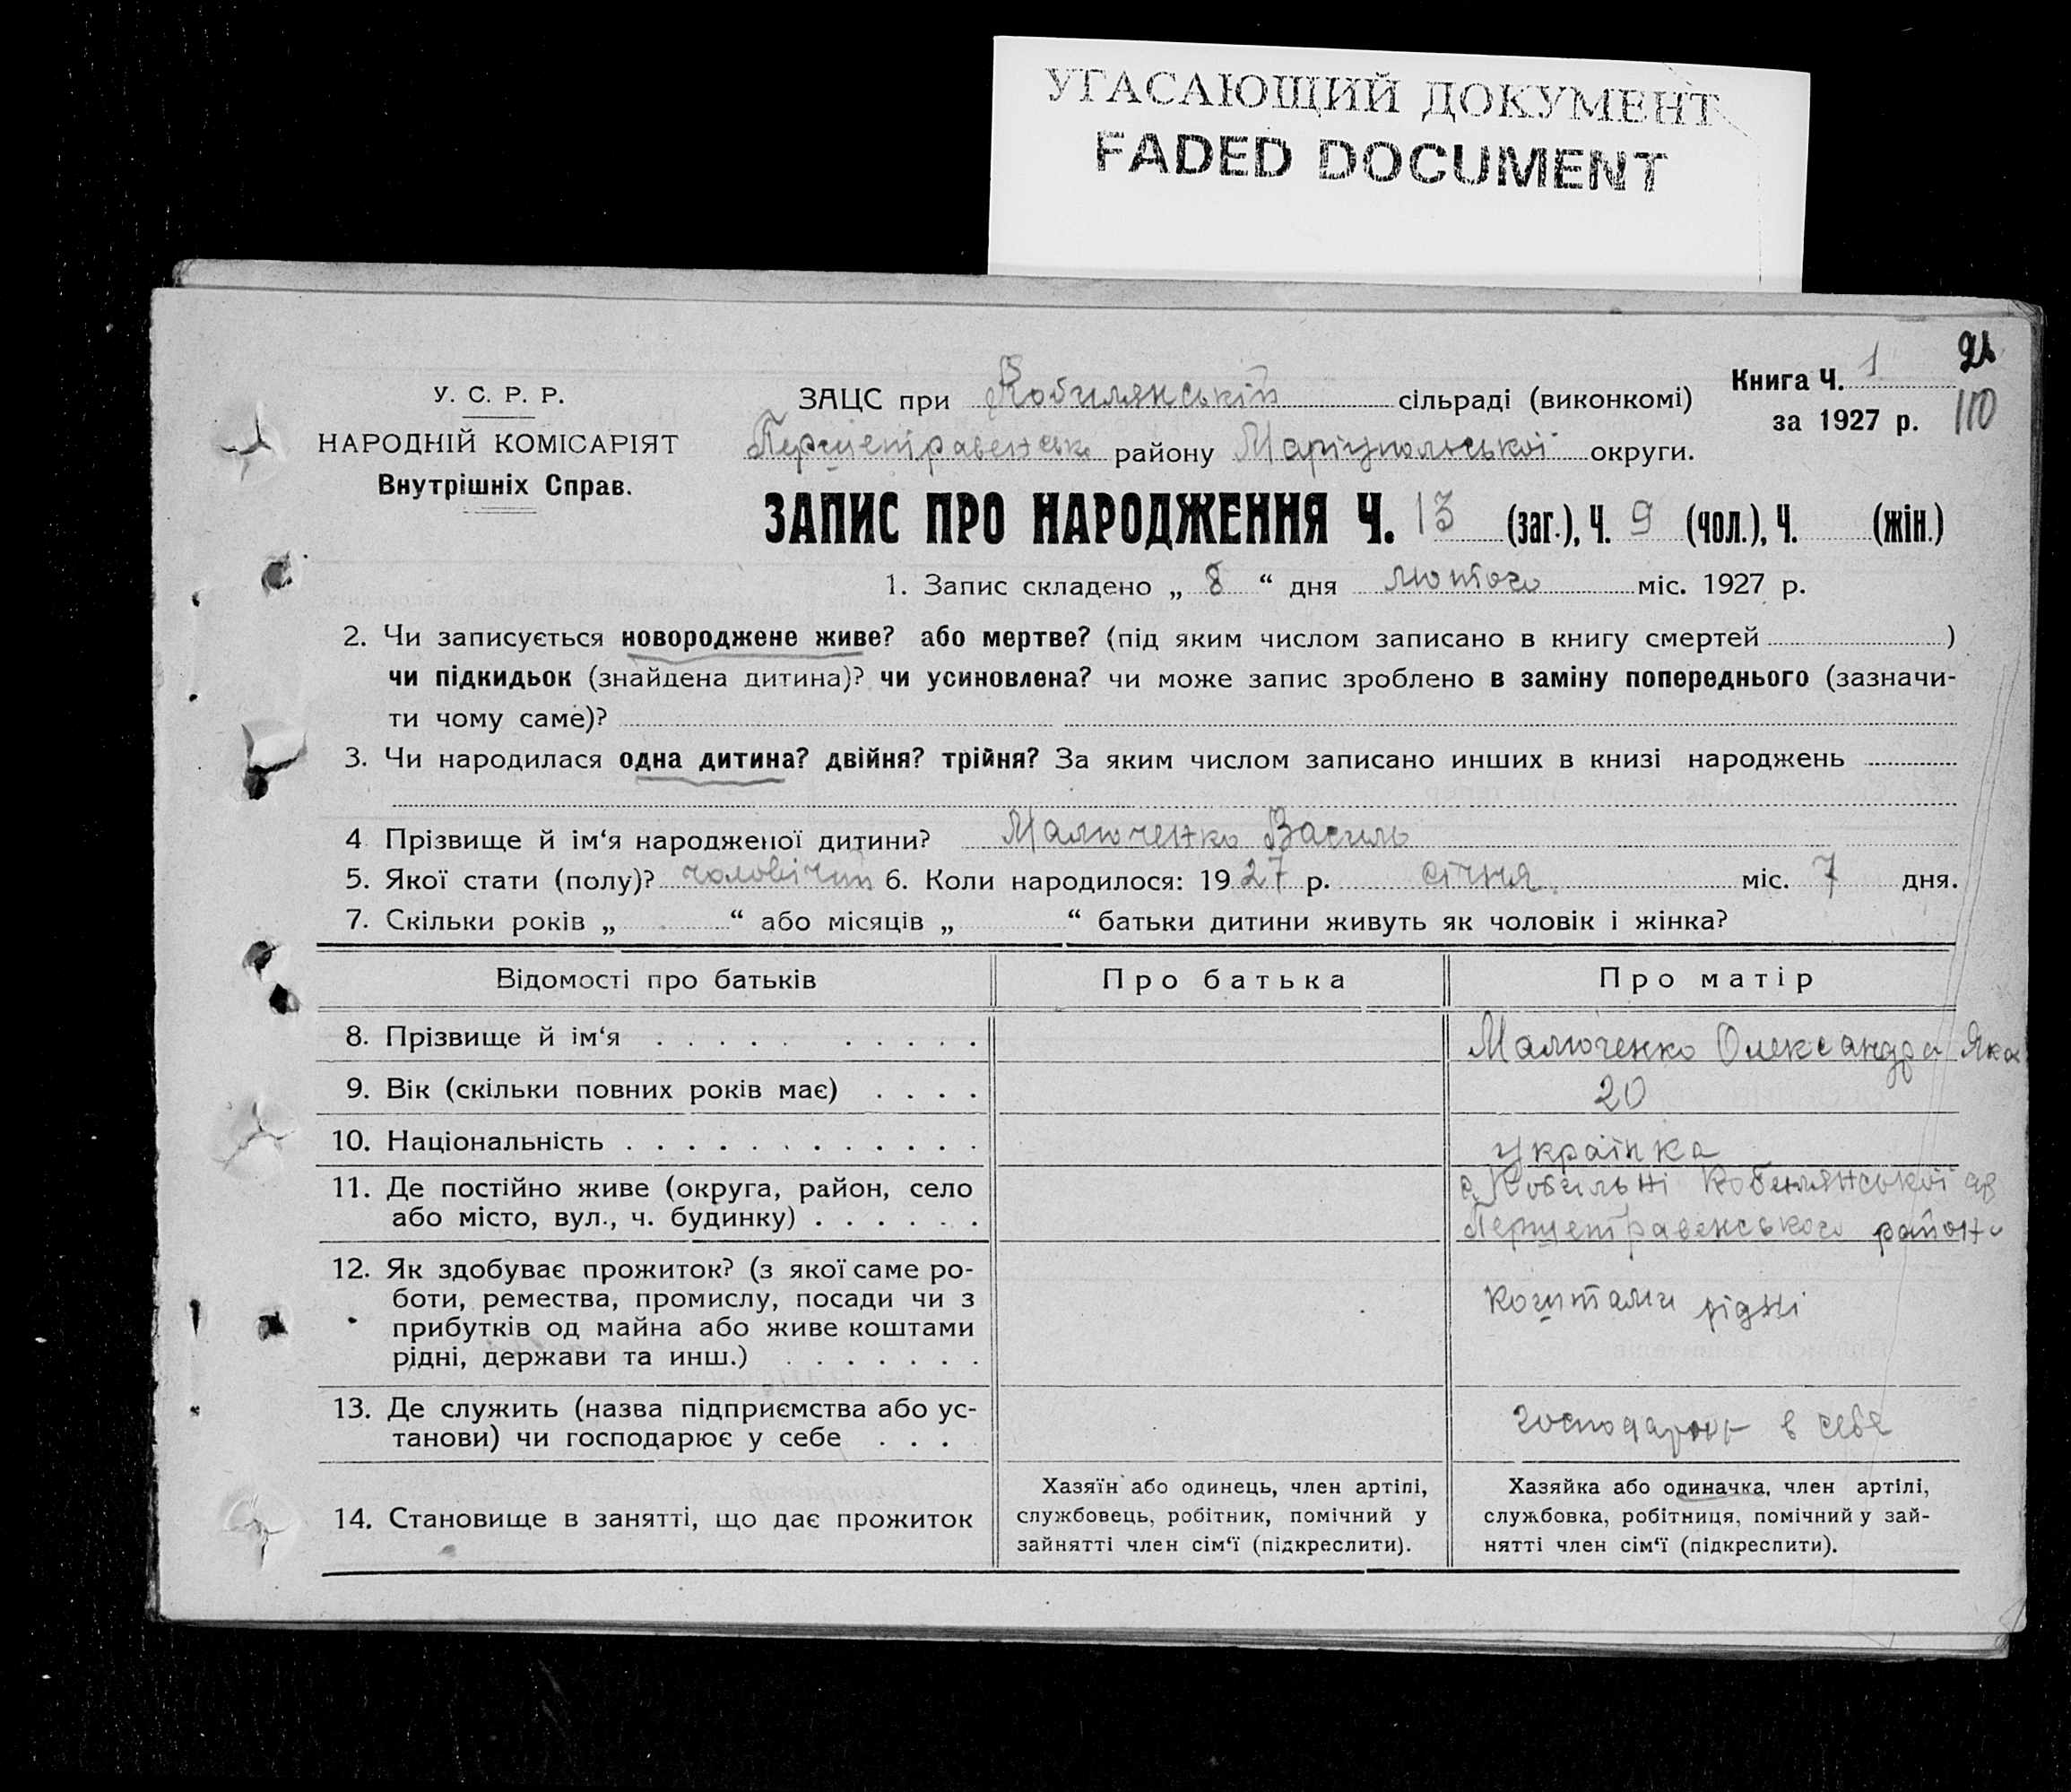 УГАСАЮЩИЙ ДОКУМЕНТ
FADED DOCUMENT
У. С. Р. Р.
НАРОДНІЙ КОМІСАРІЯТ
Внутрішніх Справ.
ЗАЦС при Кобилянській сільраді (виконкомі)
Першетравенськ району Маріупольської округи.
Книга Ч. 1
за 1927 р.
110
ЗАПИС ПРО НАРОДЖЕННЯ Ч. 13 (заг.), Ч. 9 (чол.), Ч. (жін.)
1. Запис складено „ 8 “ дня лютого міс. 1927 р.
2. Чи записується новороджене живе? або мертве? (під яким числом записано в книгу смертей )
чи підкидьок (знайдена дитина)? чи усиновлена? чи може запис зроблено в заміну попереднього (зазначи-
ти чому саме)?
3. Чи народилася одна дитина? двійня? трійня? За яким числом записано инших в книзі народжень
4 Прізвище й ім‘я народженої дитини? Малюченко Василь
5. Якої стати (полу)? чоловічий 6. Коли народилося: 1927 р. січня міс. 7 дня.
7. Скільки років „ “ або місяців „ “ батьки дитини живуть як чоловік і жінка?
Відомості про батьків Про батька Про матір
8. Прізвище й ім‘я . . . . . . . . . . Малюченко Олександра Яка
9. Вік (скільки повних років має) . . . . 20
10. Національність . . . . . . . . . . . . українка
11. Де постійно живе (округа, район, село с. Кобильні Кобилянської
або місто, вул., ч. будинку) . . . . . . Першетравенського району
12. Як здобуває прожиток? (з якої саме ро-
боти, ремества, промислу, посади чи з коштами рідні
прибутків од майна або живе коштами
рідні, держави та инш.) . . . . . . .
13. Де служить (назва підприємства або ус- господарює в себе
танови) чи господарює у себе . . .
14. Становище в занятті, що дає прожиток
Хазяїн або одинець, член артілі,
службовець, робітник, помічний у
зайнятті член сім‘ї (підкреслити).
Хазяйка або одиначка, член артілі,
службовка, робітниця, помічний у зай-
нятті член сім‘ї (підкреслити).